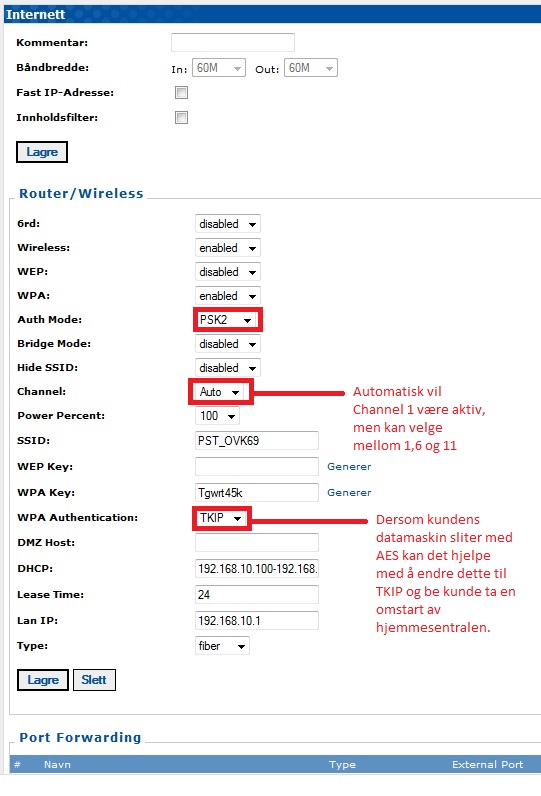 Internett
Kommentar:
Båndbredde: In: 60M Out: 60M
Fast IP-Adresse:
Innholdsfilter:
Lagre
Router/Wireless
6rd: disabled
Wireless: enabled
WEP: disabled
WPA: enabled
Auth Mode: PSK2
Bridge Mode: disabled
Hide SSID: disabled
Channel: Auto
Automatisk vil
Channel 1 være aktiv,
men kan velge
mellom 1,6 og 11
Power Percent: 100
SSID: PST_OVK69
WEP Key: Generer
WPA Key: Tgwrt45k Generer
WPA Authentication: TKIP
Dersom kundens
datamaskin sliter med
AES kan det hjelpe
med å endre dette til
TKIP og be kunde ta en
omstart av
hjemmesentralen.
DMZ Host:
DHCP: 192.168.10.100-192.168.
Lease Time: 24
Lan IP: 192.168.10.1
Type: fiber
Lagre Slett
Port Forwarding
# Navn Type External Port